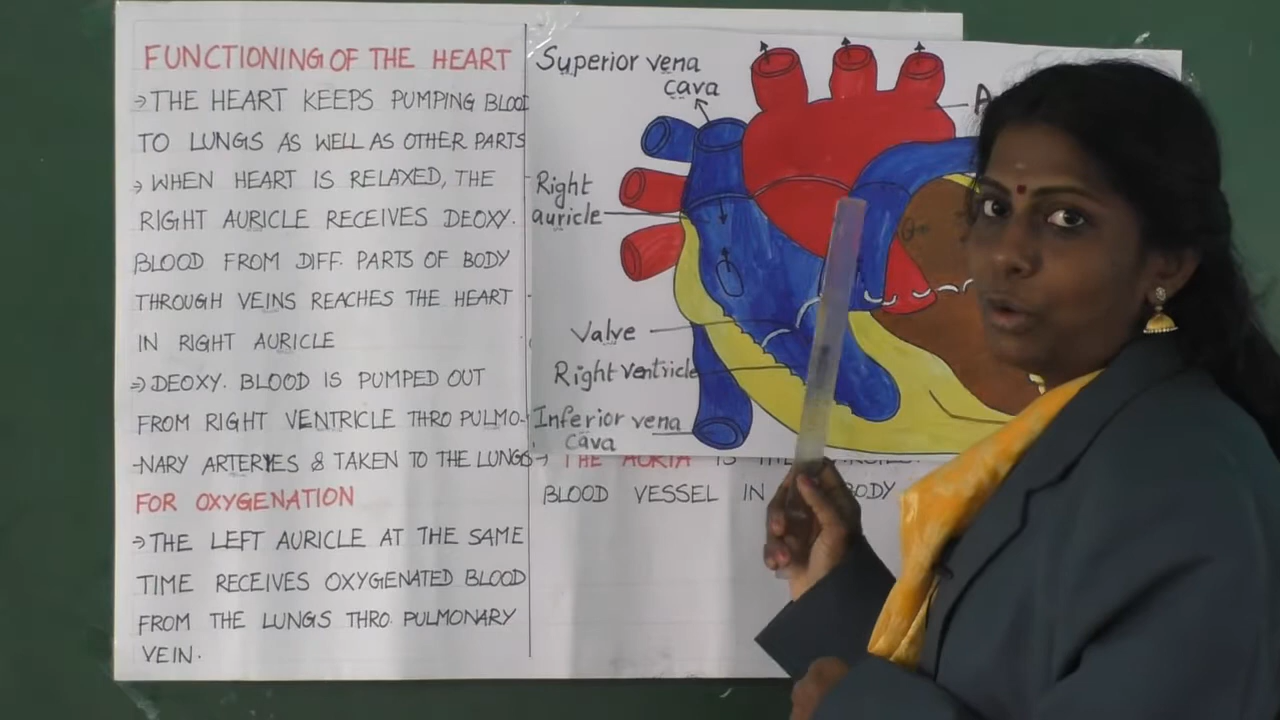 FUNCTIONING OF THE HEART
→THE HEART KEEPS PUMPING BLOOD
TO LUNGS AS WELL AS OTHER PARTS
→ WHEN HEART IS RELAXED, THE
RIGHT AURICLE RECEIVES DEOXY.
BLOOD FROM DIFF. PARTS OF BODY
THROUGH VEINS REACHES THE HEART
IN RIGHT AURICLE
→ DEOXY. BLOOD IS PUMPED OUT
FROM RIGHT VENTRICLE THRO PULMO-
-NARY ARTERYES & TAKEN TO THE LUNGS
FOR OXYGENATION
→THE LEFT AURICLE AT THE SAME
TIME RECEIVES OXYGENATED BLOOD
FROM THE LUNGS THRO. PULMONARY
VEIN.
Superior vena
cava
Right
auricle
Valve
Right ventricle
Inferior vena
cava
→ THE AORTA IS THE
BLOOD VESSEL IN BODY